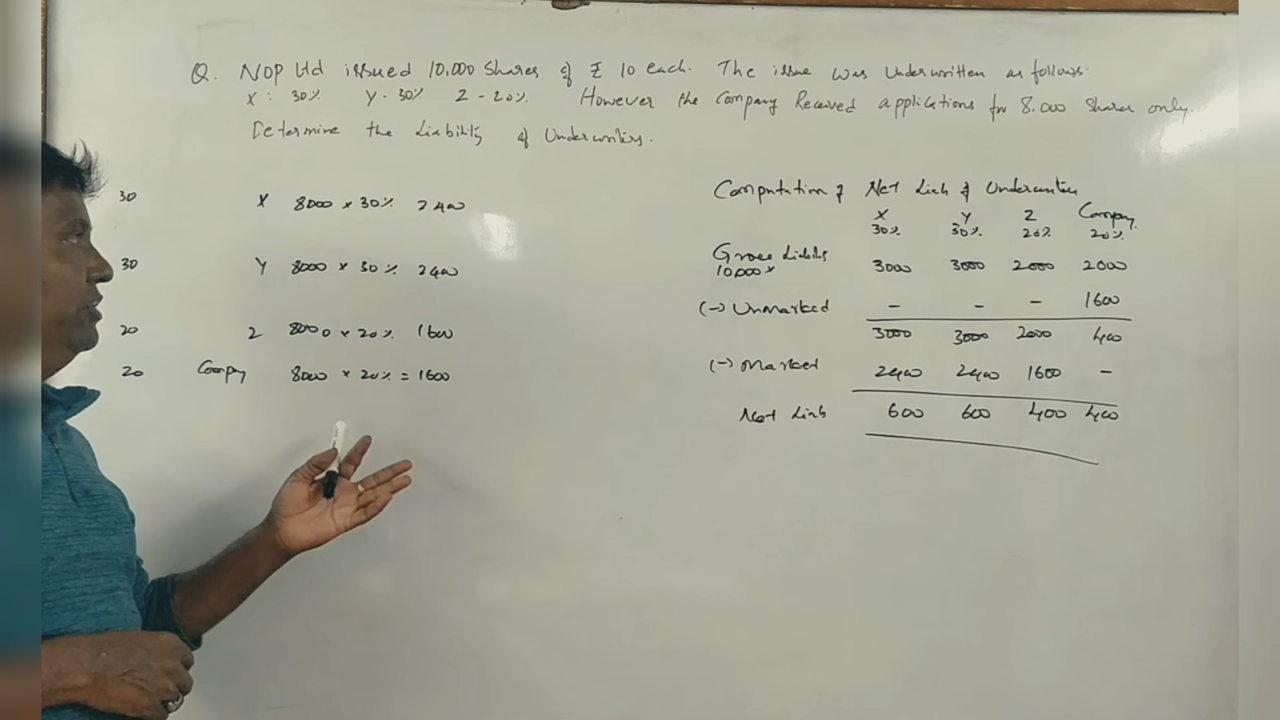 Q. NOP Ltd issued 10,000 Shares of ₹ 10 each. The issue was Underwritten as follows.
X : 30% Y - 30% Z - 20%. However the Company Received applications for 8.000 Shares only.
Determine the Liability of Underwriters.
30 X 8000 x 30% 2400
30 Y 8000 x 30% 2400
20 Z 8000 x 20% 1600
20 Company 8000 x 20% = 1600
Computation of Net Liab of Underwriters
X Y Z Company
30% 30% 20% 20%
Gross Liability 3000 3000 2000 2000
10,000 x
(-) Unmarked - - - 1600
3000 3000 2000 400
(-) Marked 2400 2400 1600 -
Net Liab 600 600 400 400